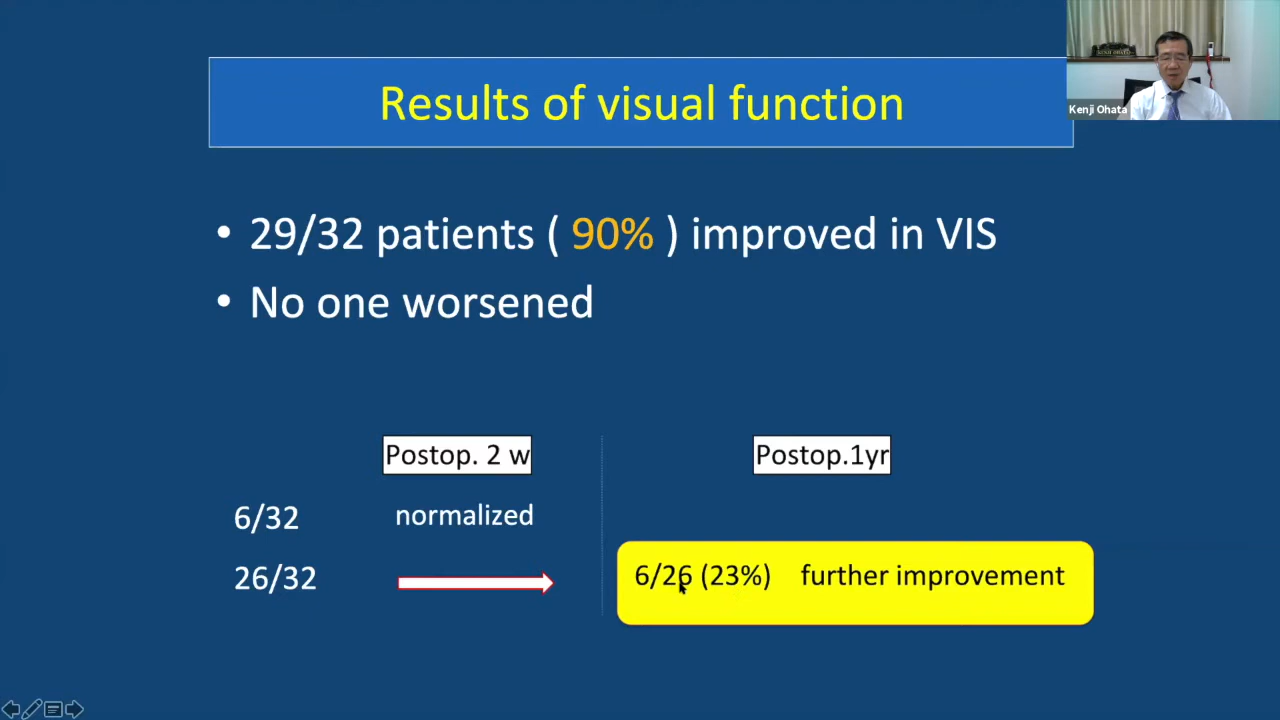 Results of visual function
Kenji Ohata
• 29/32 patients ( 90% ) improved in VIS
• No one worsened
Postop. 2 w
Postop.1yr
6/32 normalized
26/32
6/26 (23%) further improvement